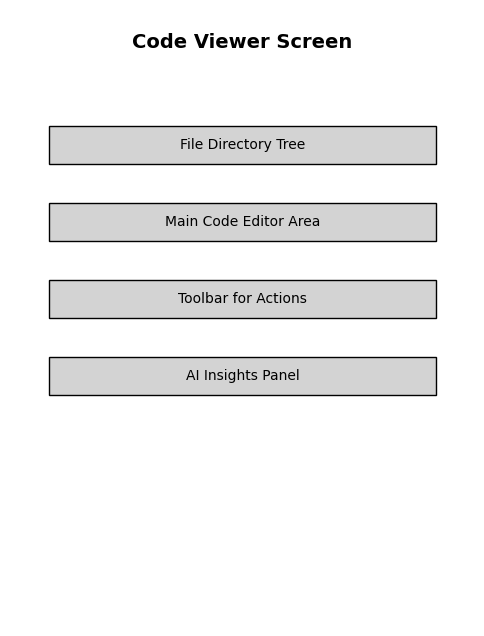 Code Viewer Screen
File Directory Tree
Main Code Editor Area
Toolbar for Actions
AI Insights Panel